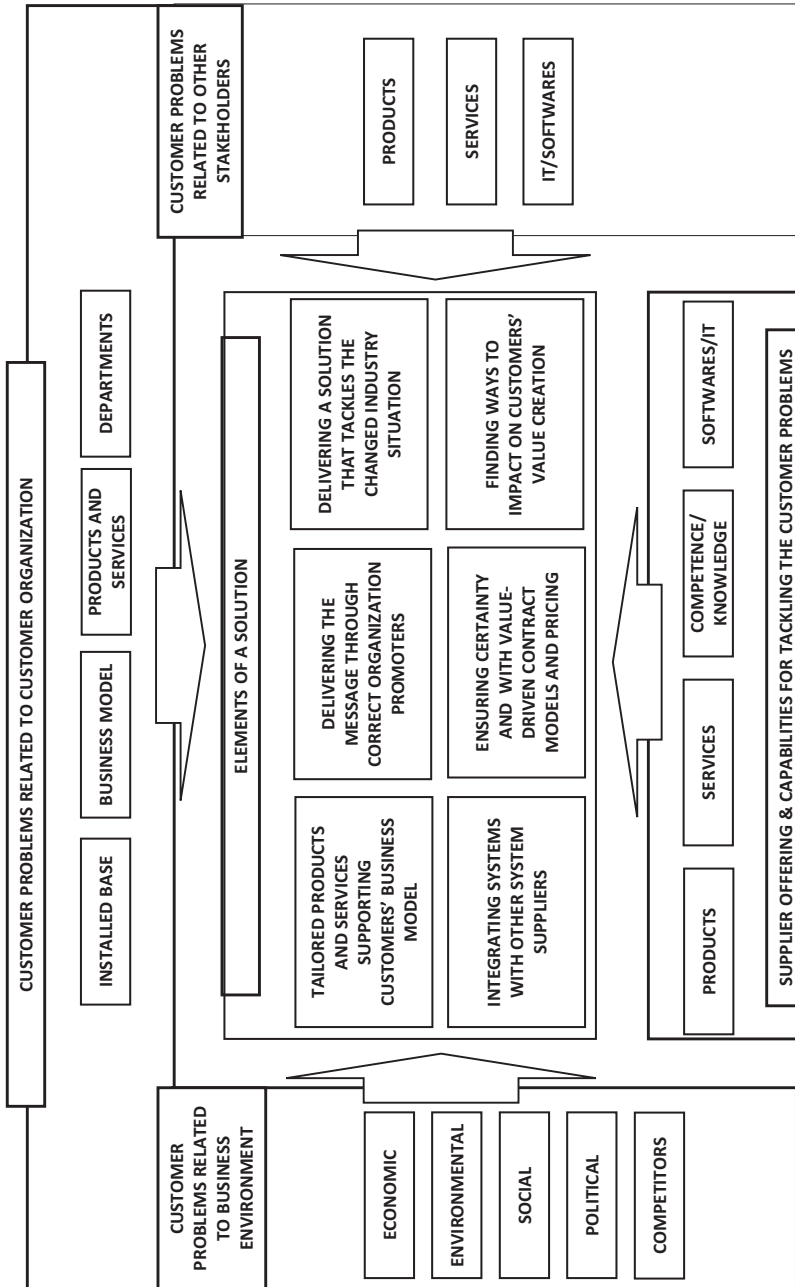 CUSTOMER PROBLEMS RELATED TO CUSTOMER ORGANIZATION
INSTALLED BASE
BUSINESS MODEL
PRODUCTS AND
SERVICES
DEPARTMENTS
CUSTOMER
PROBLEMS RELATED
TO BUSINESS
ENVIRONMENT
ECONOMIC
ENVIRONMENTAL
SOCIAL
POLITICAL
COMPETITORS
ELEMENTS OF A SOLUTION
TAILORED PRODUCTS
AND SERVICES
SUPPORTING
CUSTOMERS’ BUSINESS
MODEL
DELIVERING THE
MESSAGE THROUGH
CORRECT ORGANIZATION
PROMOTERS
DELIVERING A SOLUTION
THAT TACKLES THE
CHANGED INDUSTRY
SITUATION
INTEGRATING SYSTEMS
WITH OTHER SYSTEM
SUPPLIERS
ENSURING CERTAINTY
AND  WITH VALUE-
DRIVEN CONTRACT
MODELS AND PRICING
FINDING WAYS TO
IMPACT ON CUSTOMERS’
VALUE CREATION
CUSTOMER PROBLEMS
RELATED TO OTHER
STAKEHOLDERS
PRODUCTS
SERVICES
IT/SOFTWARES
PRODUCTS
SERVICES
COMPETENCE/
KNOWLEDGE
SOFTWARES/IT
SUPPLIER OFFERING & CAPABILITIES FOR TACKLING THE CUSTOMER PROBLEMS